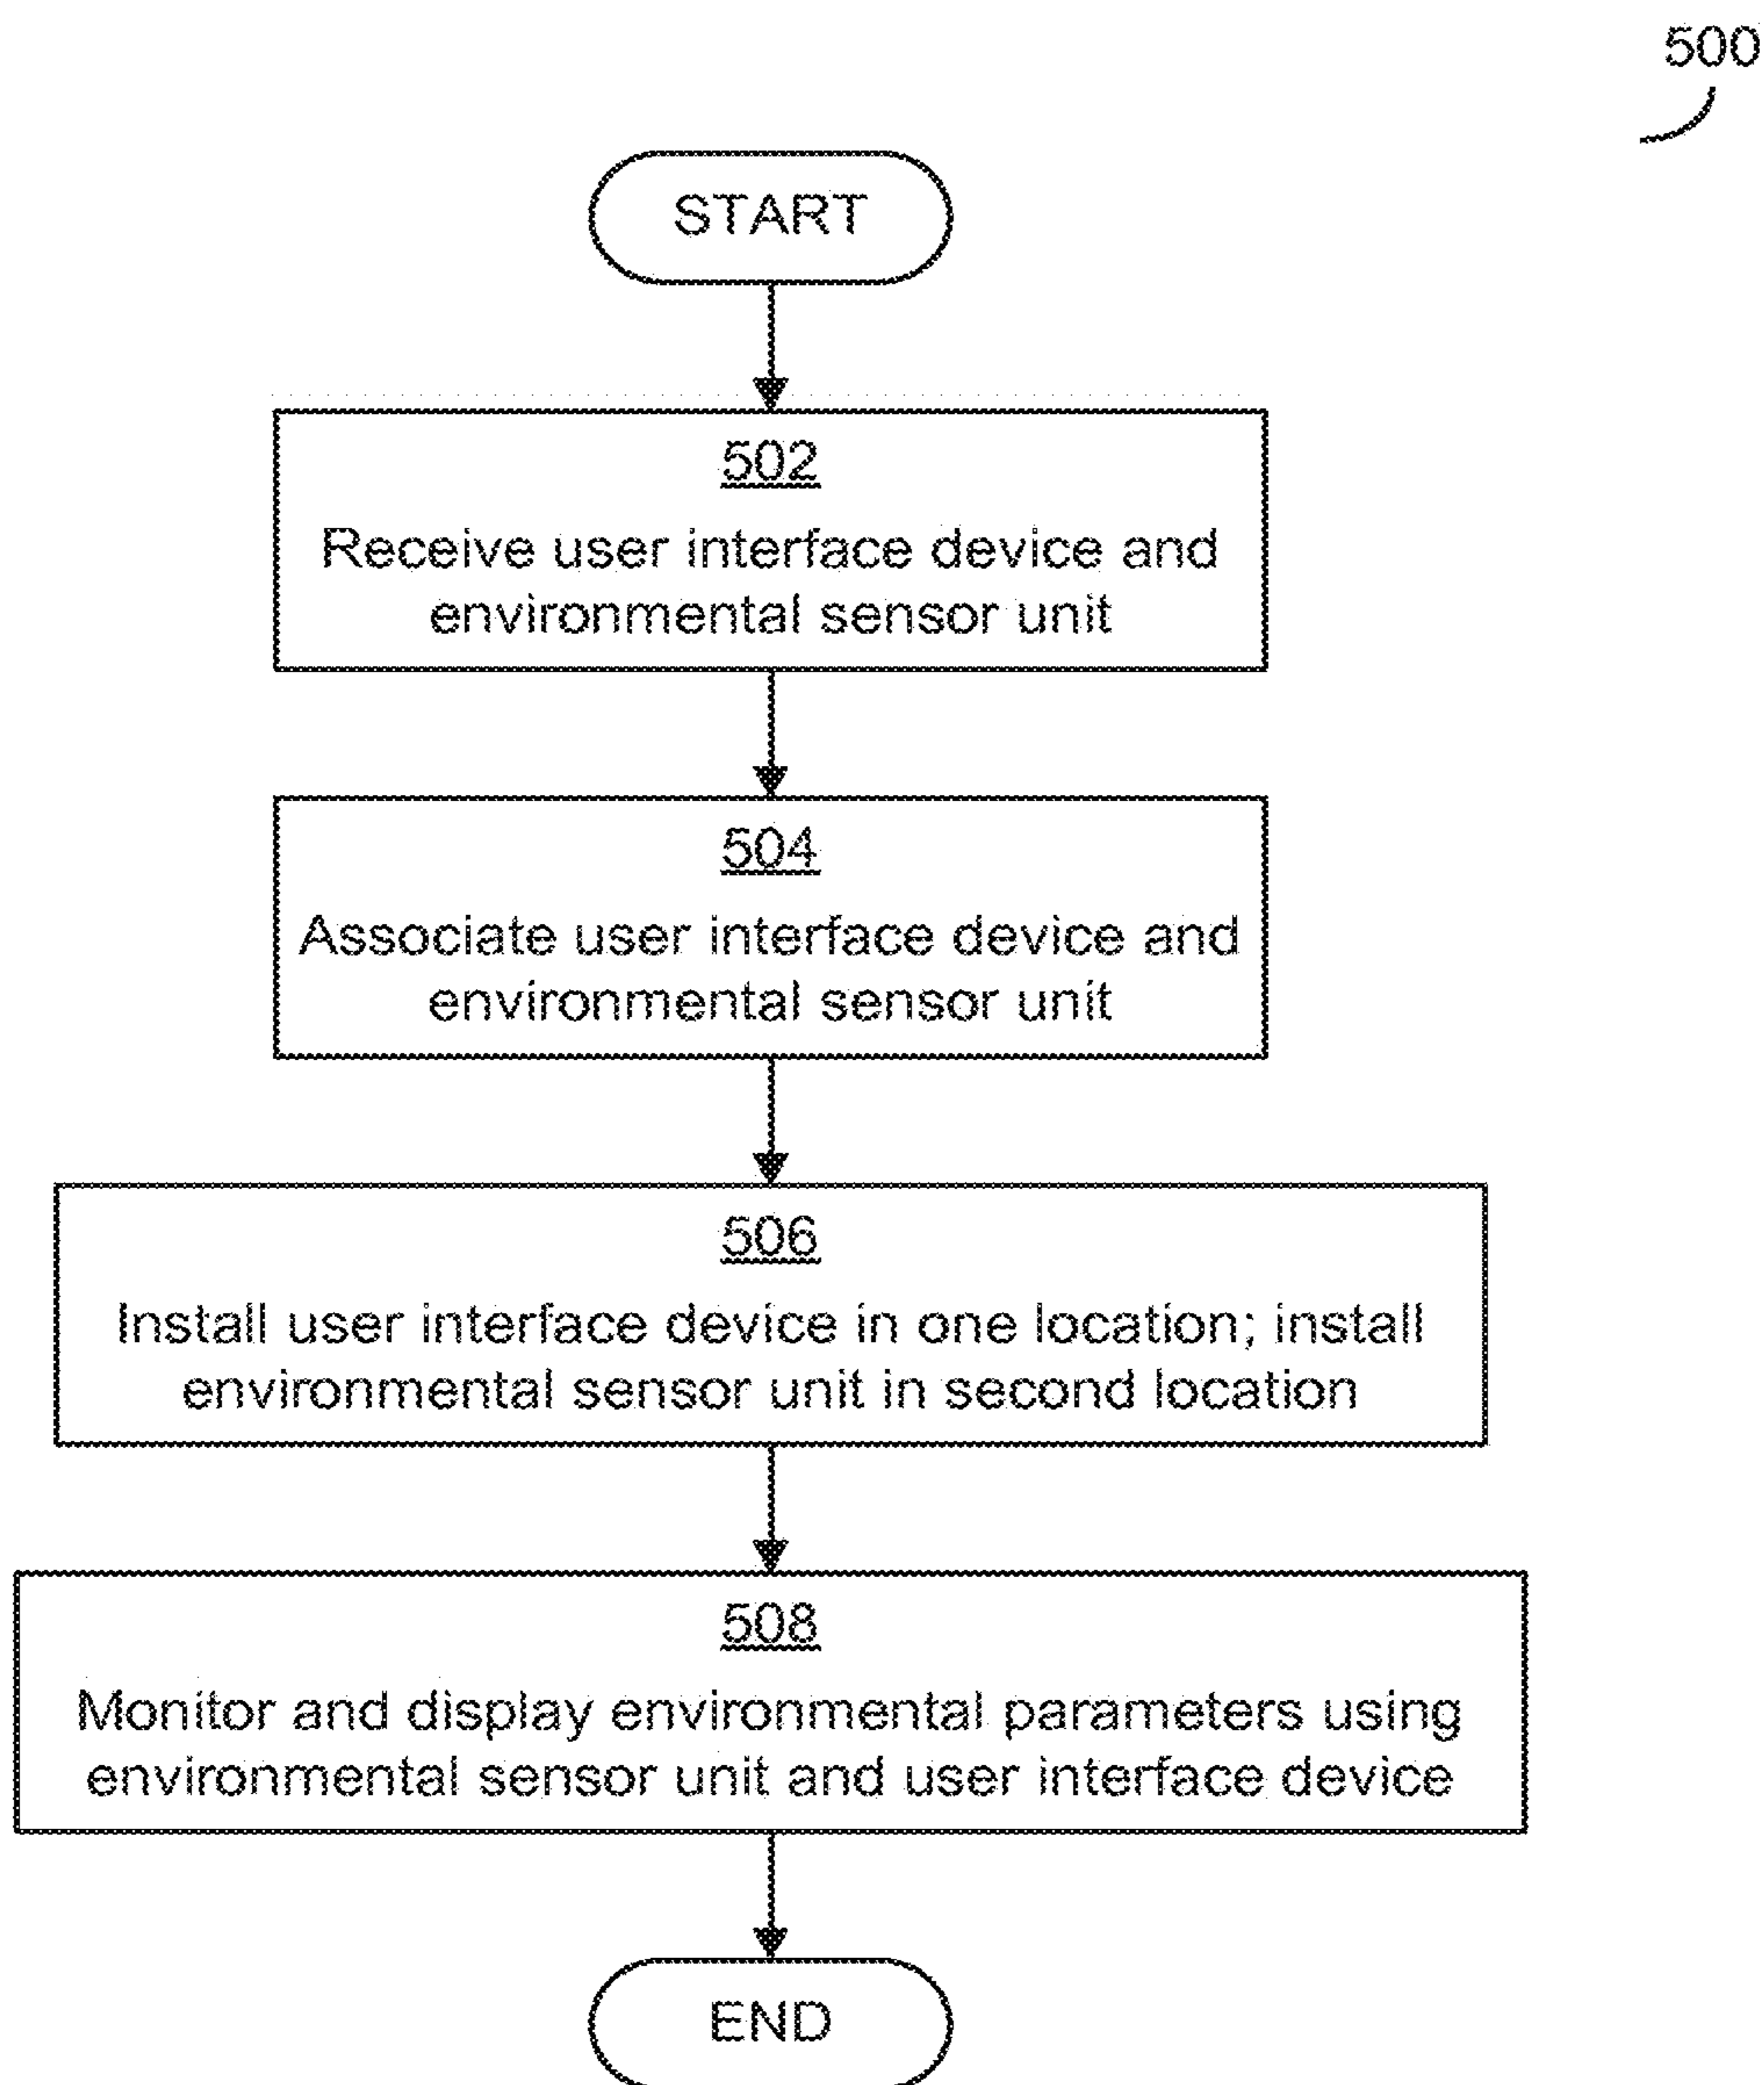 500
START
502
Receive user interface device and
environmental sensor unit
504
Associate user interface device and
environmental sensor unit
506
Install user interface device in one location; install
environmental sensor unit in second location
508
Monitor and display environmental parameters using
environmental sensor unit and user interface device
END